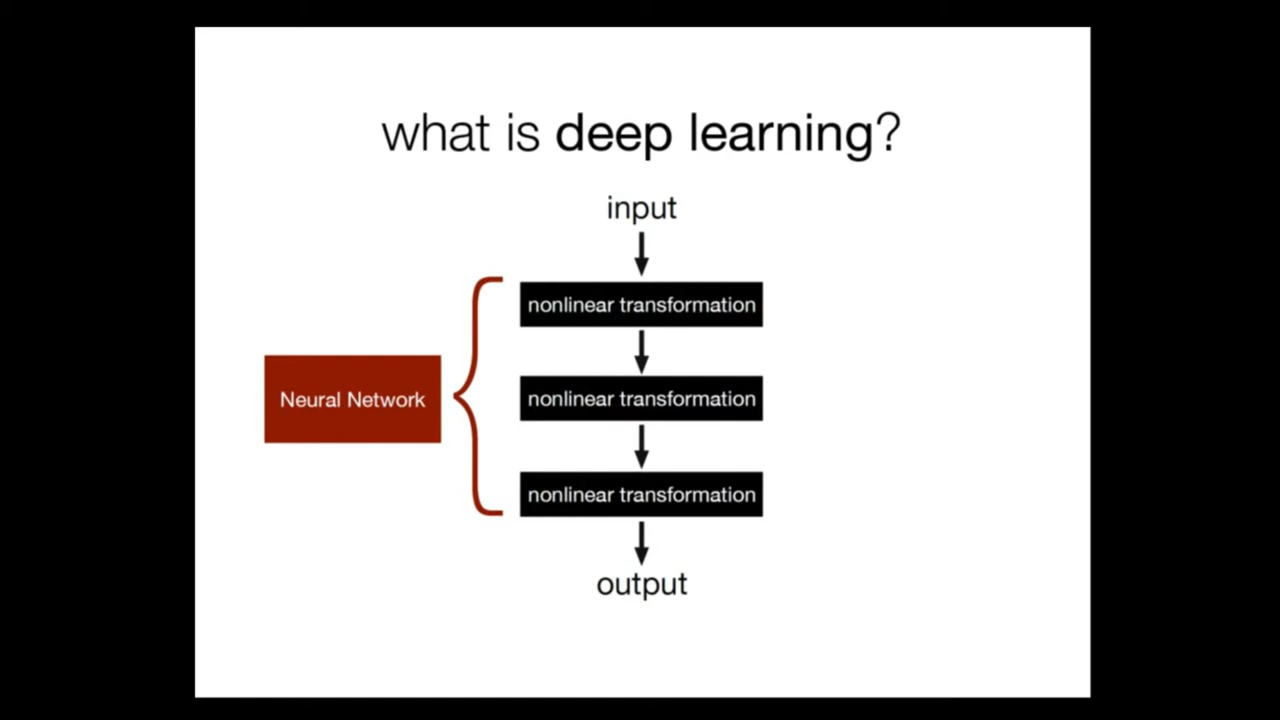 what is deep learning?
input
nonlinear transformation
Neural Network
nonlinear transformation
nonlinear transformation
output